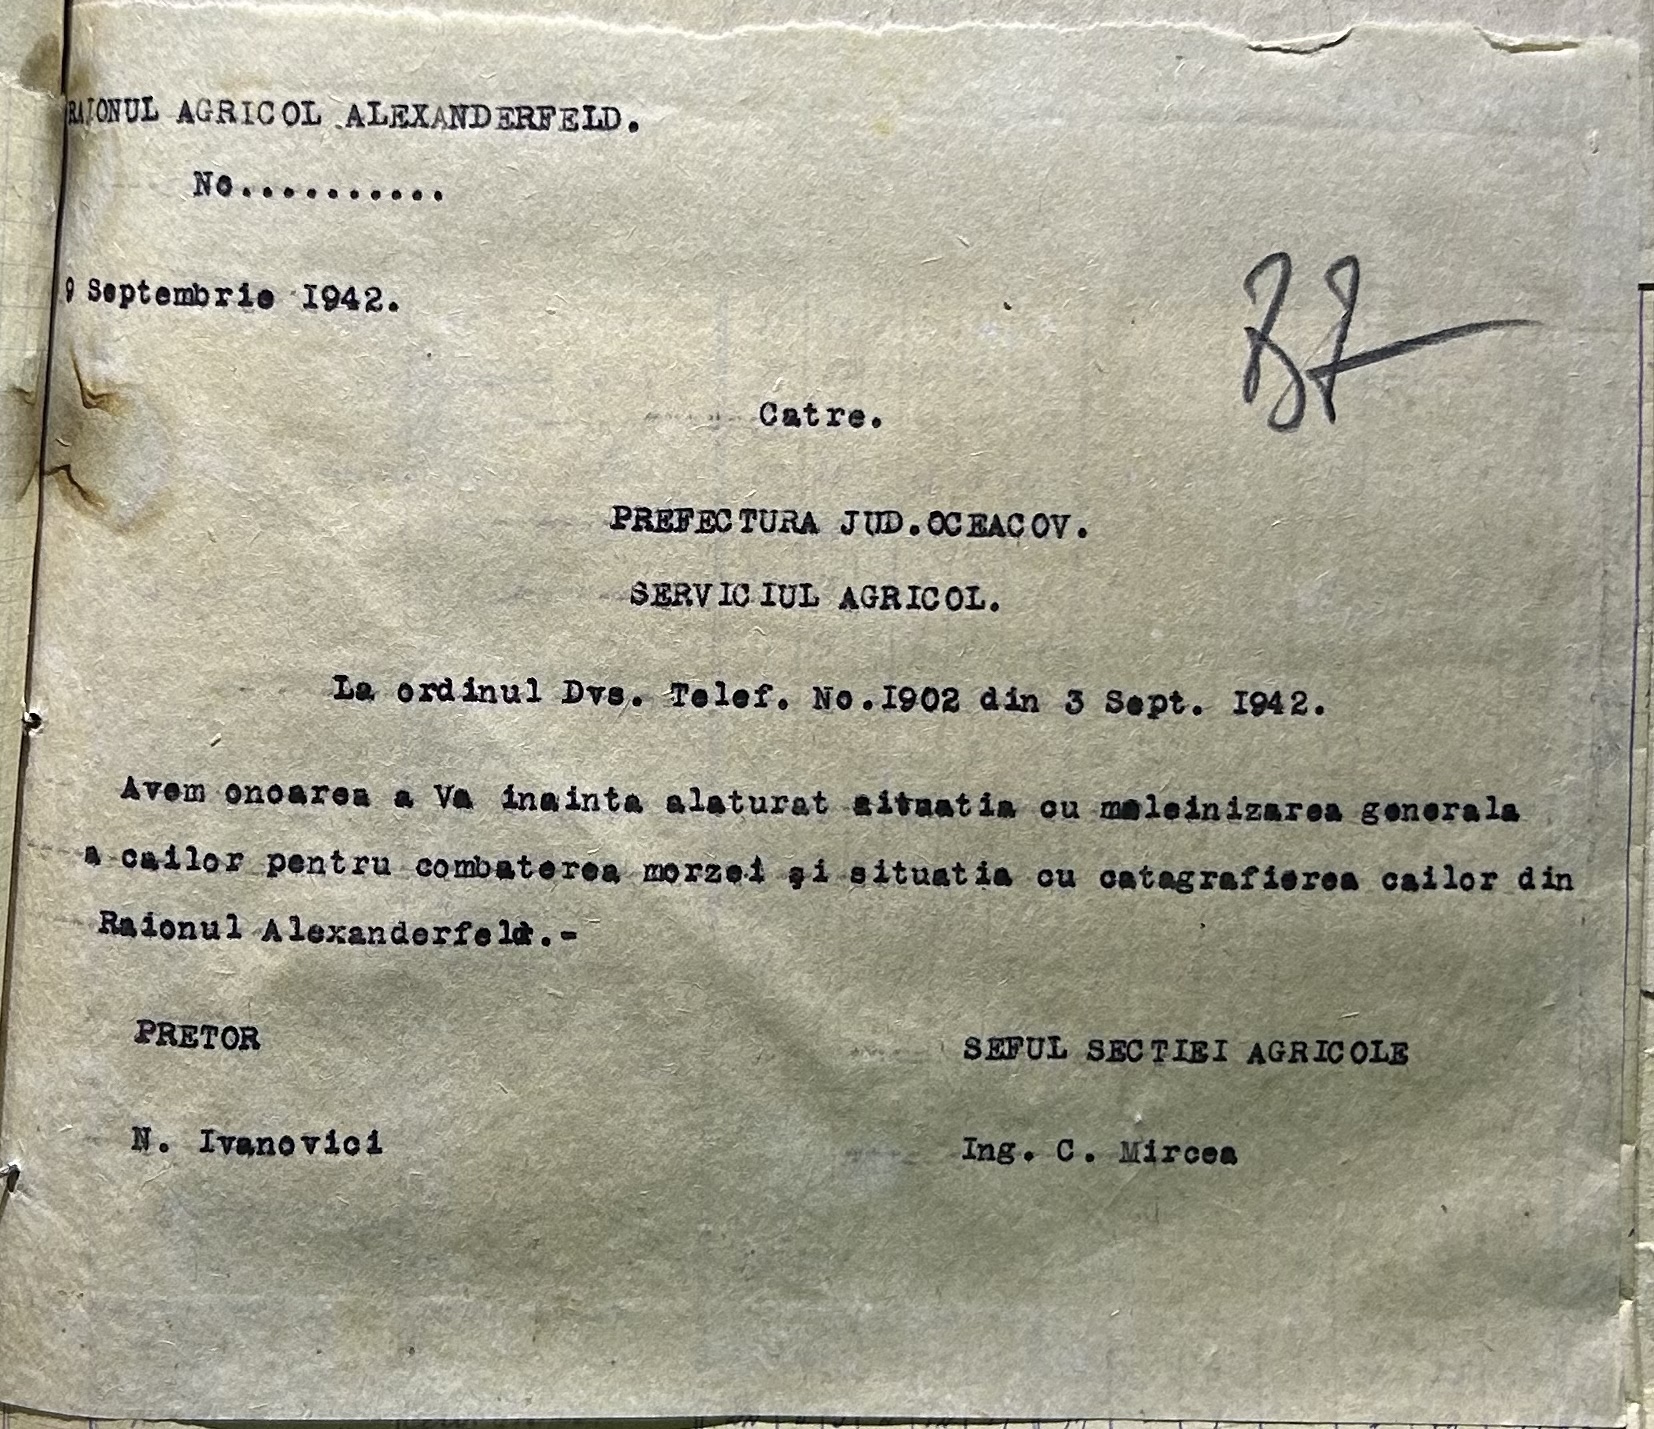 RAIONUL AGRICOL ALEXANDERFELD.
No..........
9 Septembrie 1942.
Catre.
PREFECTURA JUD.OCEACOV.
SERVICIUL AGRICOL.
La ordinul Dvs. Telef. No.1902 din 3 Sept. 1942.
Avem onoarea a Va inainta alaturat situatia cu maleinizarea generala
a cailor pentru combaterea morzei și situatia cu catagrafierea cailor din
Raionul Alexanderfeld.-
PRETOR
SEFUL SECTIEI AGRICOLE
N. Ivanovici
Ing. C. Mircea